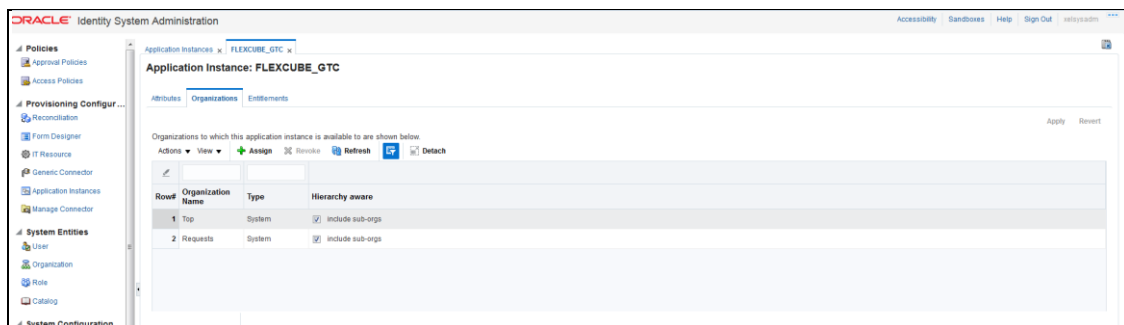 ORACLE Identity System Administration
Accessibility Sandboxes Help Sign Out xelsysadm
Policies
Approval Policies
Access Policies
Provisioning Configur...
Reconciliation
Form Designer
IT Resource
Generic Connector
Application Instances
Manage Connector
System Entities
User
Organization
Role
Catalog
System Configuration
Application Instances FLEXCUBE_GTC
Application Instance: FLEXCUBE_GTC
Attributes Organizations Entitlements
Apply Revert
Organizations to which this application instance is available to are shown below.
Actions View Assign Revoke Refresh Detach
Row# Organization Name Type Hierarchy aware
1 Top System include sub-orgs
2 Requests System include sub-orgs